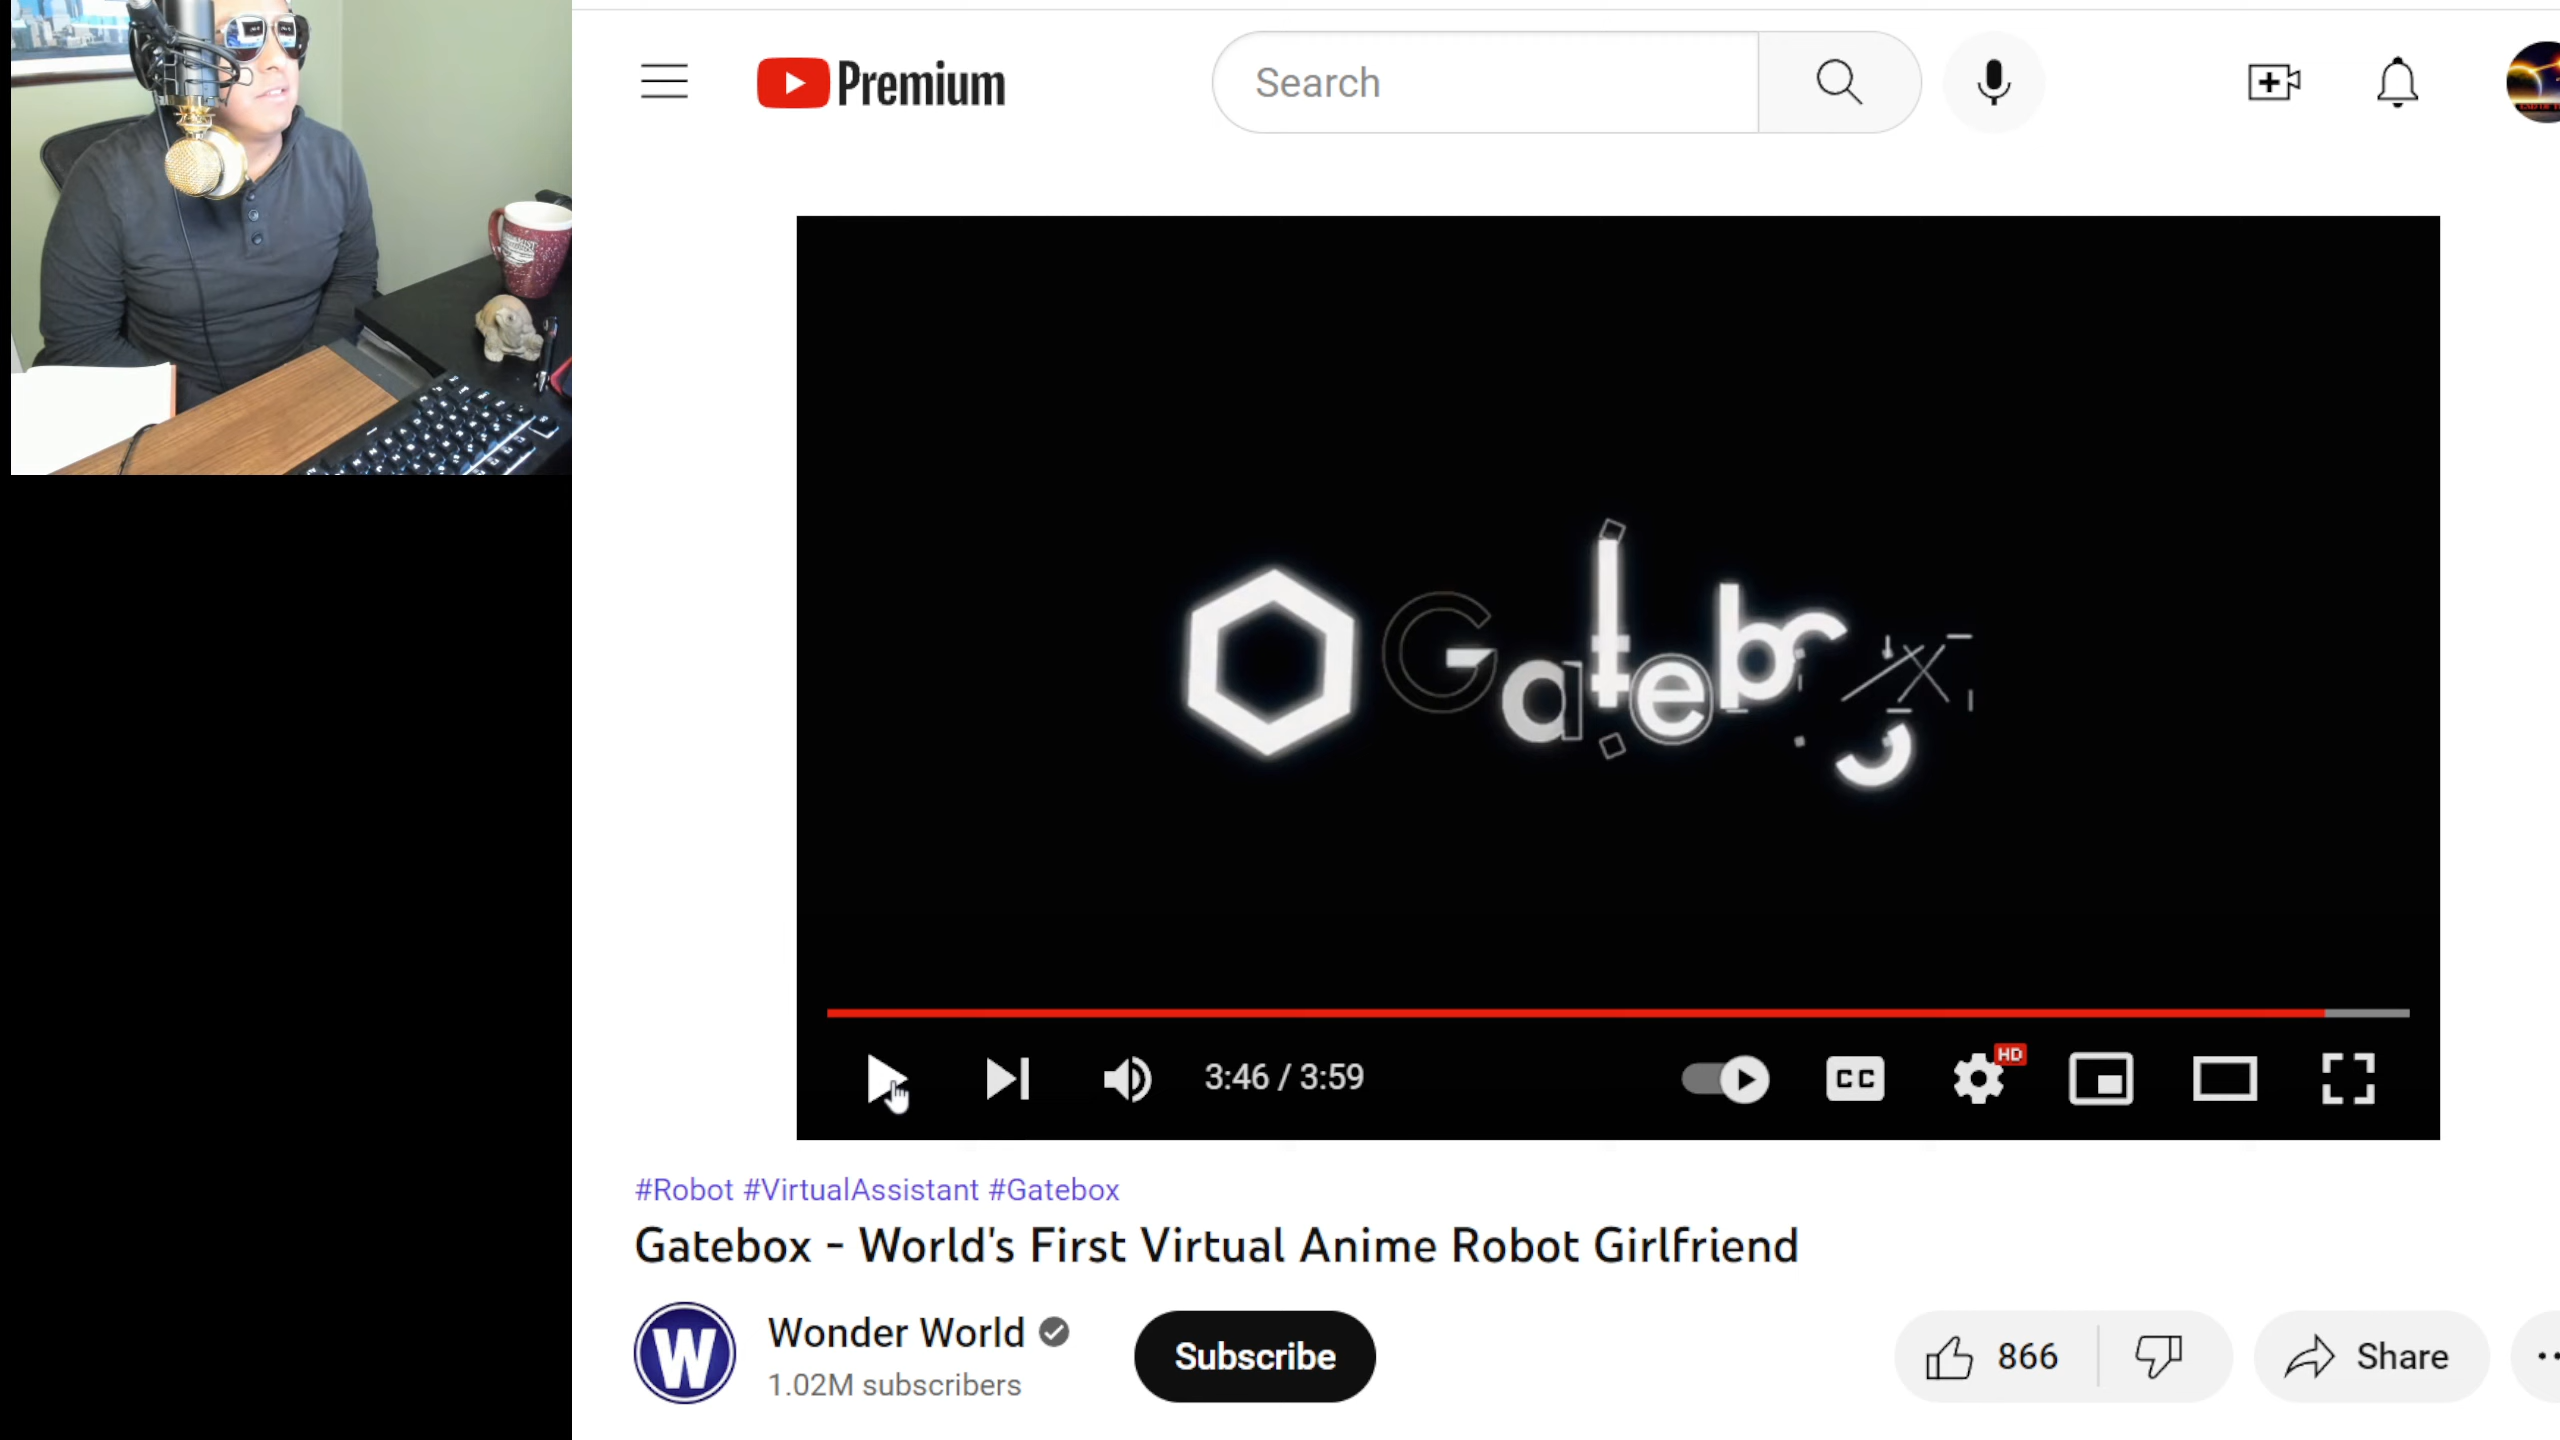 Premium
Search
Gatebox
HD
CC
3:46 / 3:59
#Robot #VirtualAssistant #Gatebox
Gatebox - World's First Virtual Anime Robot Girlfriend
W
Wonder World
1.02M subscribers
Subscribe
866
Share